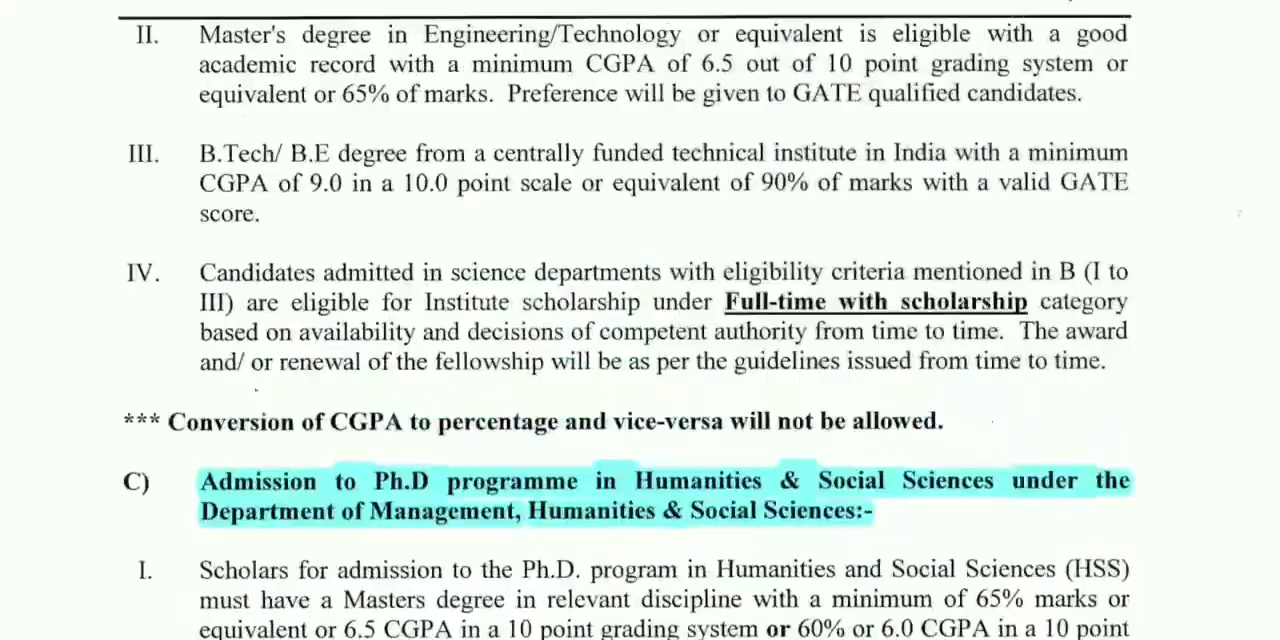 II. Master's degree in Engineering/Technology or equivalent is eligible with a good
academic record with a minimum CGPA of 6.5 out of 10 point grading system or
equivalent or 65% of marks. Preference will be given to GATE qualified candidates.
III. B.Tech/ B.E degree from a centrally funded technical institute in India with a minimum
CGPA of 9.0 in a 10.0 point scale or equivalent of 90% of marks with a valid GATE
score.
IV. Candidates admitted in science departments with eligibility criteria mentioned in B (I to
III) are eligible for Institute scholarship under Full-time with scholarship category
based on availability and decisions of competent authority from time to time. The award
and/ or renewal of the fellowship will be as per the guidelines issued from time to time.
*** Conversion of CGPA to percentage and vice-versa will not be allowed.
C) Admission to Ph.D programme in Humanities & Social Sciences under the
Department of Management, Humanities & Social Sciences:-
I. Scholars for admission to the Ph.D. program in Humanities and Social Sciences (HSS)
must have a Masters degree in relevant discipline with a minimum of 65% marks or
equivalent or 6.5 CGPA in a 10 point grading system or 60% or 6.0 CGPA in a 10 point